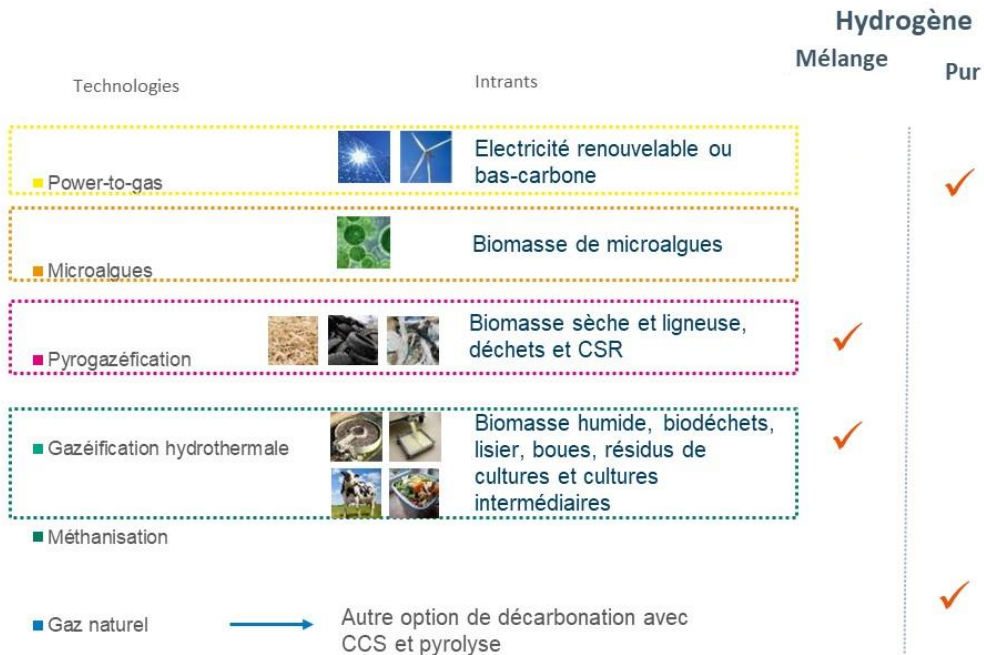 Hydrogène
Mélange
Pur
Technologies
Intrants
Power-to-gas
Electricité renouvelable ou
bas-carbone
Microalgues
Biomasse de microalgues
Pyrogazéfication
Biomasse sèche et ligneuse,
déchets et CSR
Gazéification hydrothermale
Biomasse humide, biodéchets,
lisier, boues, résidus de
cultures et cultures
intermédiaires
Méthanisation
Gaz naturel
Autre option de décarbonation avec
CCS et pyrolyse